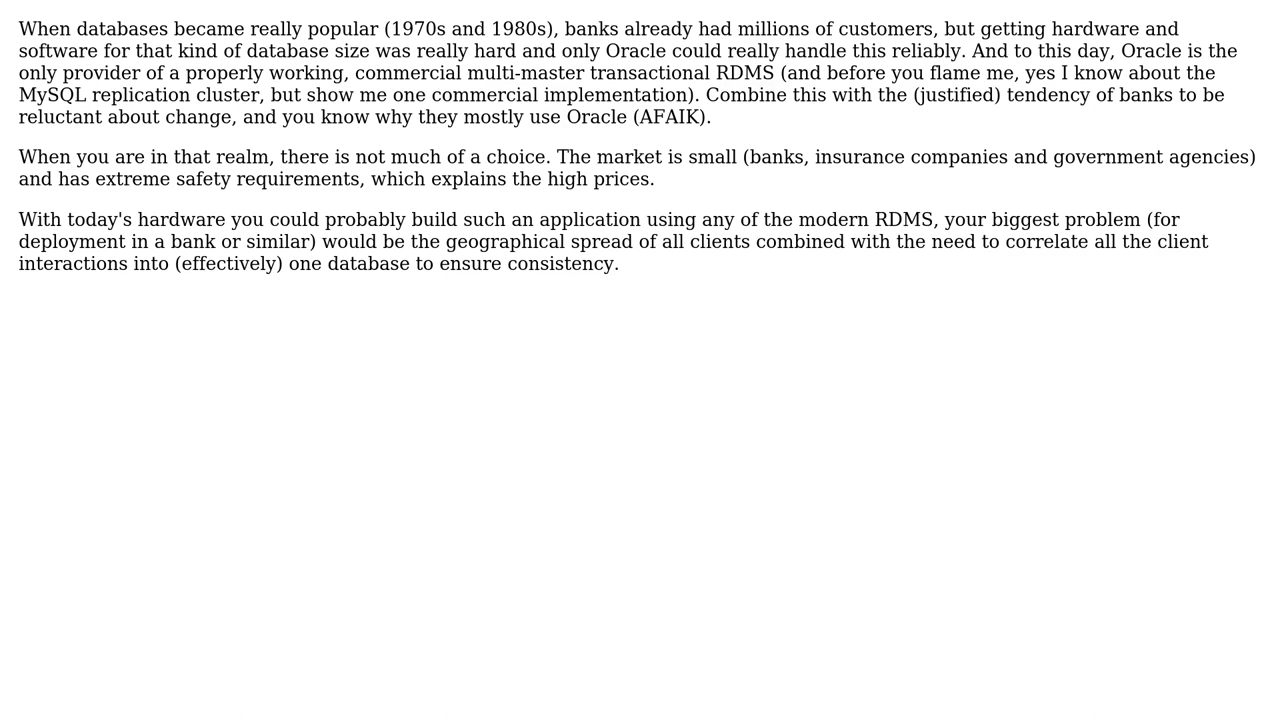 When databases became really popular (1970s and 1980s), banks already had millions of customers, but getting hardware and
software for that kind of database size was really hard and only Oracle could really handle this reliably. And to this day, Oracle is the
only provider of a properly working, commercial multi-master transactional RDMS (and before you flame me, yes I know about the
MySQL replication cluster, but show me one commercial implementation). Combine this with the (justified) tendency of banks to be
reluctant about change, and you know why they mostly use Oracle (AFAIK).
When you are in that realm, there is not much of a choice. The market is small (banks, insurance companies and government agencies)
and has extreme safety requirements, which explains the high prices.
With today's hardware you could probably build such an application using any of the modern RDMS, your biggest problem (for
deployment in a bank or similar) would be the geographical spread of all clients combined with the need to correlate all the client
interactions into (effectively) one database to ensure consistency.